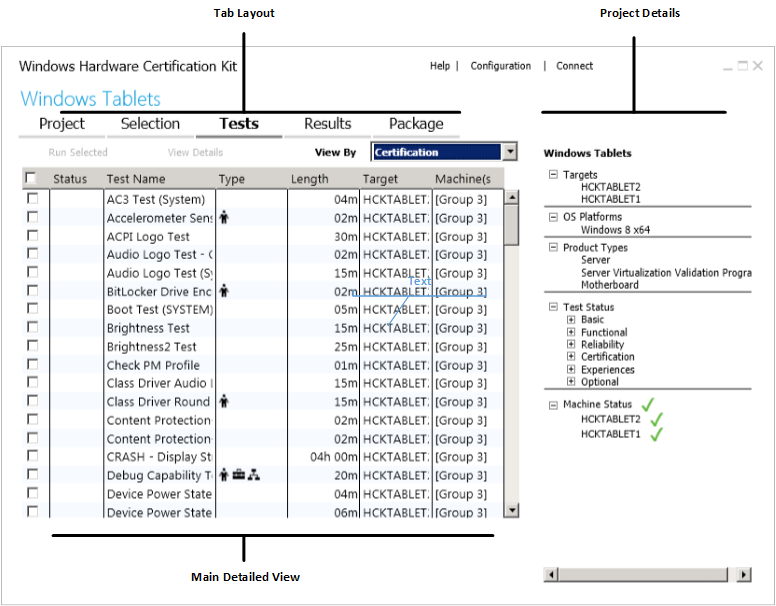 Tab Layout
Project Details
Windows Hardware Certification Kit
Help | Configuration | Connect
Windows Tablets
Project Selection Tests Results Package
Run Selected View Details View By Certification
Status Test Name Type Length Target Machine(s
AC3 Test (System) 04m HCKTABLET. [Group 3]
Accelerometer Sens 02m HCKTABLET. [Group 3]
ACPI Logo Test 30m HCKTABLET. [Group 3]
Audio Logo Test - ( 02m HCKTABLET. [Group 3]
Audio Logo Test (Sy 15m HCKTABLET. [Group 3]
Text
BitLocker Drive Enc 02m HCKTABLET. [Group 3]
Boot Test (SYSTEM) 05m HCKTABLET. [Group 3]
Brightness Test 15m HCKTABLET. [Group 3]
Brightness2 Test 25m HCKTABLET. [Group 3]
Check PM Profile 01m HCKTABLET. [Group 3]
Class Driver Audio I 15m HCKTABLET. [Group 3]
Class Driver Round 15m HCKTABLET. [Group 3]
Content Protection- 02m HCKTABLET. [Group 3]
Content Protection- 02m HCKTABLET. [Group 3]
CRASH - Display St 04h 00m HCKTABLET. [Group 3]
Debug Capability T 20m HCKTABLET. [Group 3]
Device Power State 04m HCKTABLET. [Group 3]
Device Power State 06m HCKTABLET. [Group 3]
Windows Tablets
Targets
HCKTABLET2
HCKTABLET1
OS Platforms
Windows 8 x64
Product Types
Server
Server Virtualization Validation Progra
Motherboard
Test Status
Basic
Functional
Reliability
Certification
Experiences
Optional
Machine Status
HCKTABLET2
HCKTABLET1
Main Detailed View